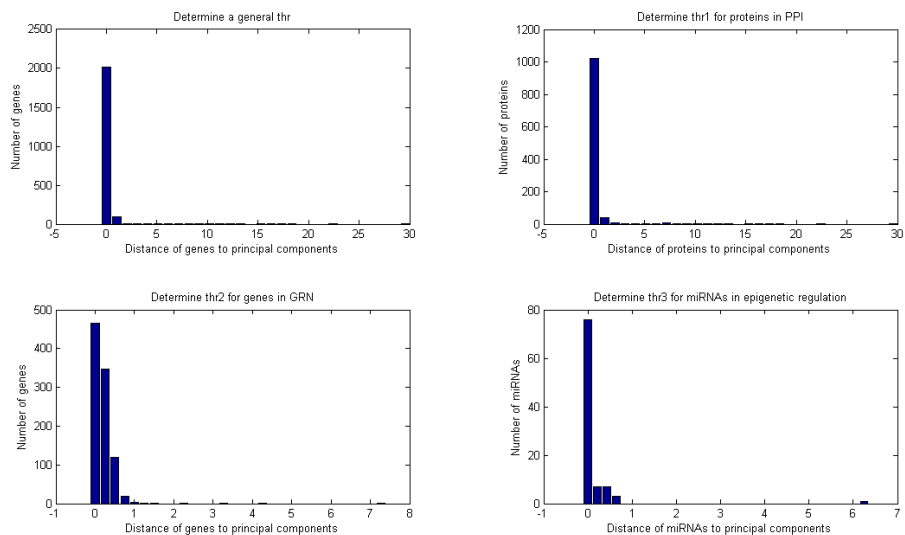 Determine a general thr
2500
2000
1500
1000
500
0
-5 0 5 10 15 20 25 30
Number of genes
Distance of genes to principal components
Determine thr1 for proteins in PPI
1200
1000
800
600
400
200
0
-5 0 5 10 15 20 25 30
Number of proteins
Distance of proteins to principal components
Determine thr2 for genes in GRN
500
400
300
200
100
0
-1 0 1 2 3 4 5 6 7 8
Number of genes
Distance of genes to principal components
Determine thr3 for miRNAs in epigenetic regulation
80
60
40
20
0
-1 0 1 2 3 4 5 6 7
Number of miRNAs
Distance of miRNAs to principal components